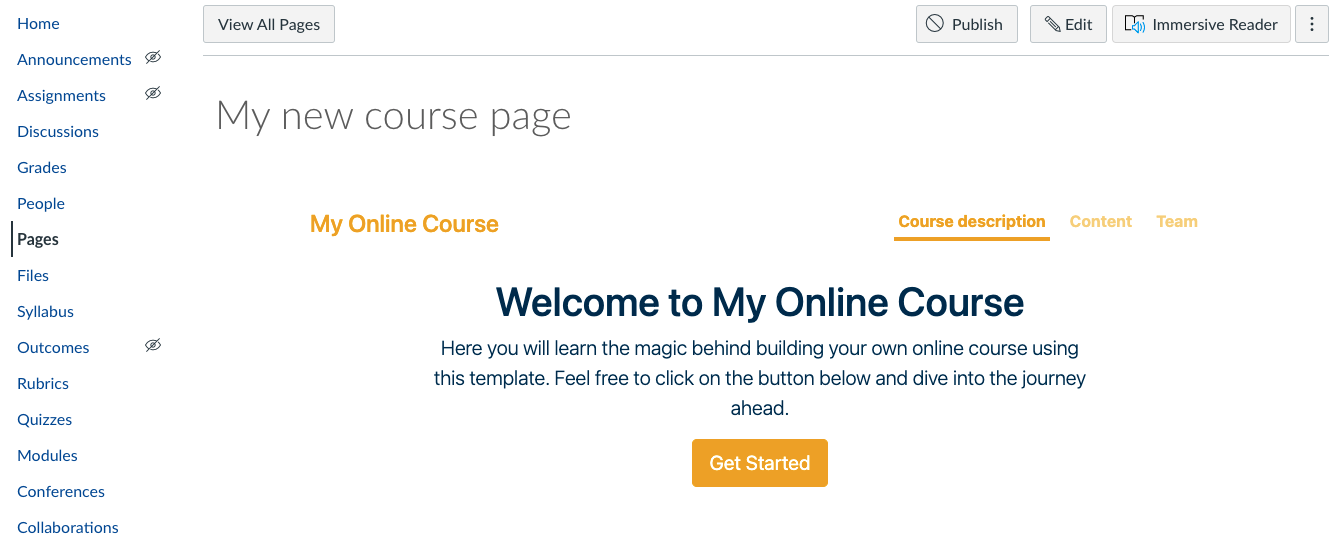 Home
Announcements
Assignments
Discussions
Grades
People
Pages
Files
Syllabus
Outcomes
Rubrics
Quizzes
Modules
Conferences
Collaborations
View All Pages
Publish
Edit
Immersive Reader
My new course page
My Online Course
Course description
Content
Team
Welcome to My Online Course
Here you will learn the magic behind building your own online course using
this template. Feel free to click on the button below and dive into the journey
ahead.
Get Started